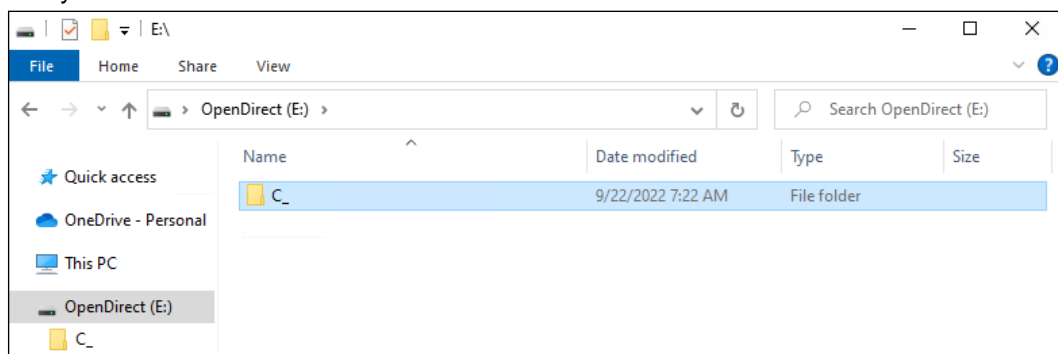 E:\
File Home Share View
OpenDirect (E:) Search OpenDirect (E:)
Name Date modified Type Size
Quick access
C_ 9/22/2022 7:22 AM File folder
OneDrive - Personal
This PC
OpenDirect (E:)
C_